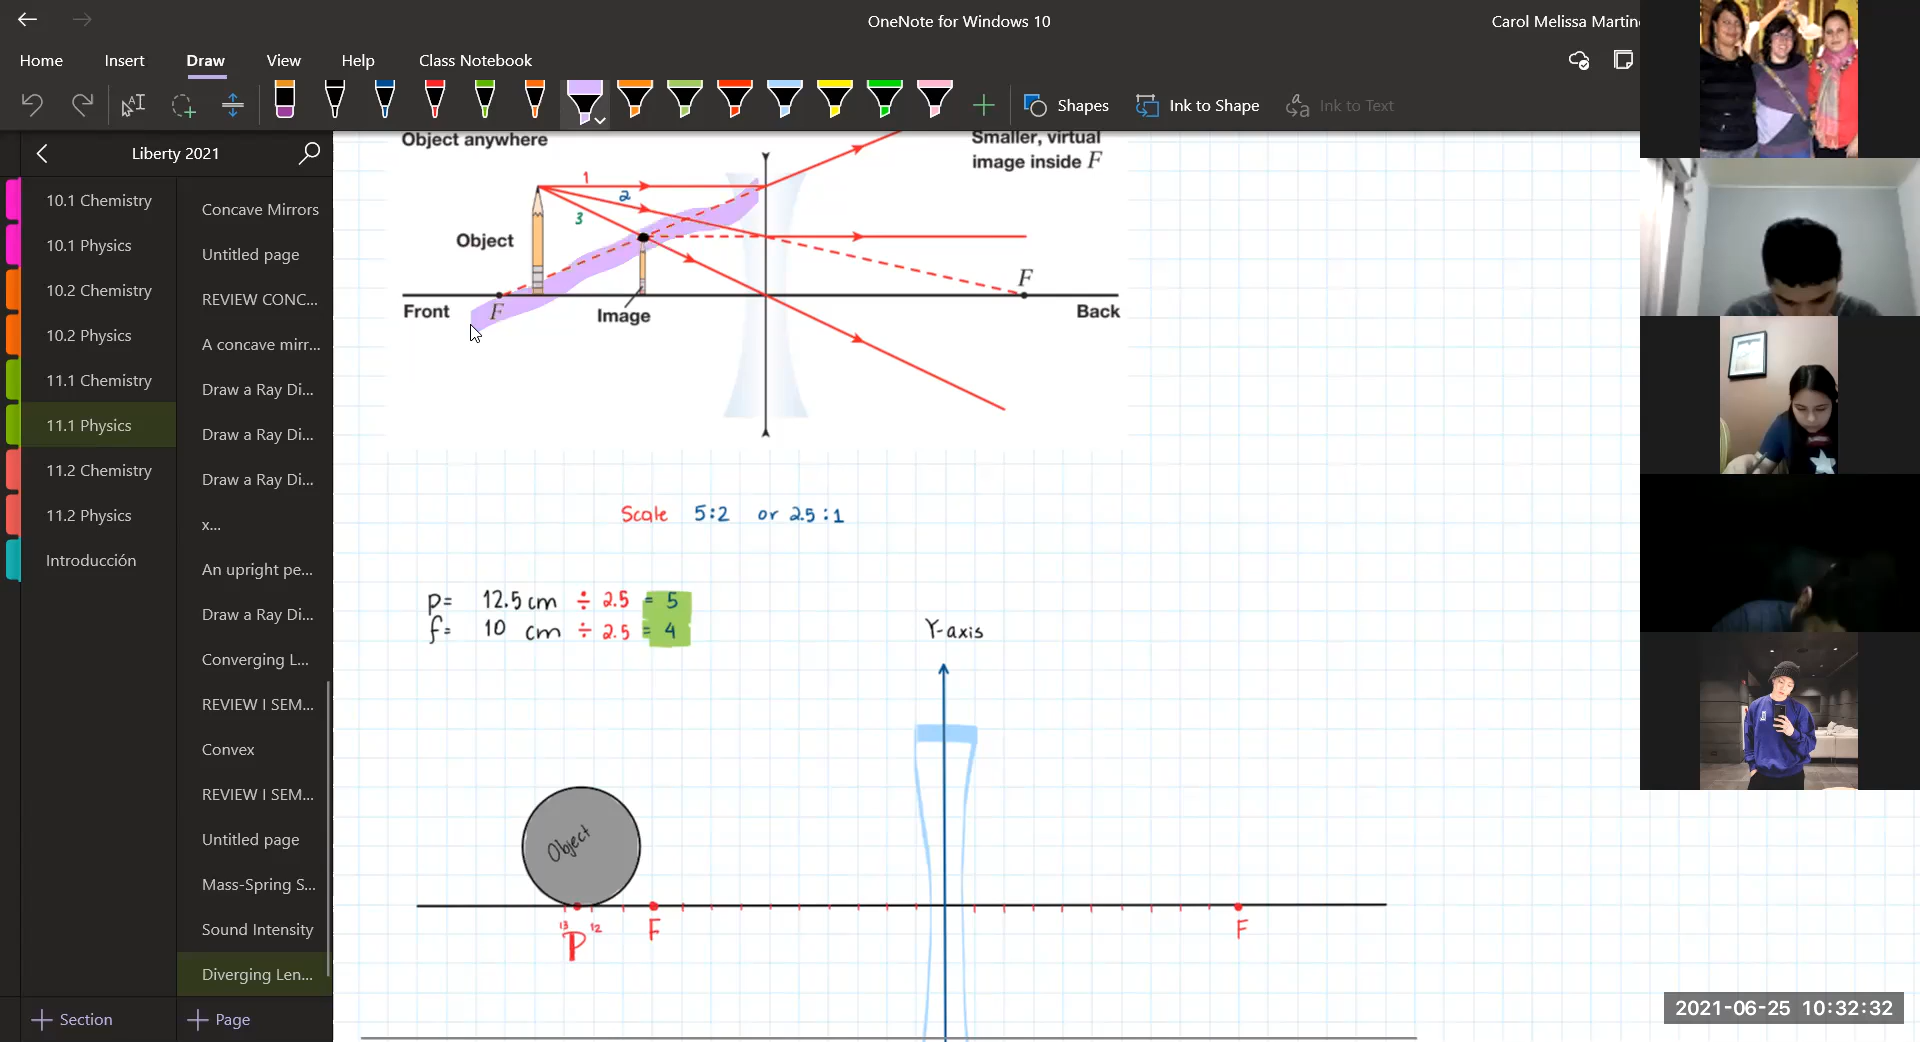 OneNote for Windows 10
Carol Melissa Martin
Home Insert Draw View Help Class Notebook
Shapes Ink to Shape Ink to Text
Liberty 2021
10.1 Chemistry
10.1 Physics
10.2 Chemistry
10.2 Physics
11.1 Chemistry
11.1 Physics
11.2 Chemistry
11.2 Physics
Introducción
Section
Concave Mirrors
Untitled page
REVIEW CONC...
A concave mirr...
Draw a Ray Di...
Draw a Ray Di...
Draw a Ray Di...
x...
An upright pe...
Draw a Ray Di...
Converging L...
REVIEW I SEM...
Convex
REVIEW I SEM...
Untitled page
Mass-Spring S...
Sound Intensity
Diverging Len...
Page
Object anywhere
Smaller, virtual
image inside F
1
2
3
Object
F
Front
F
Image
Back
Scale 5:2 or 2.5:1
p= 12.5 cm ÷ 2.5 = 5
f= 10 cm ÷ 2.5 = 4
Y-axis
Object
13 12
P F F
2021-06-25 10:32:32